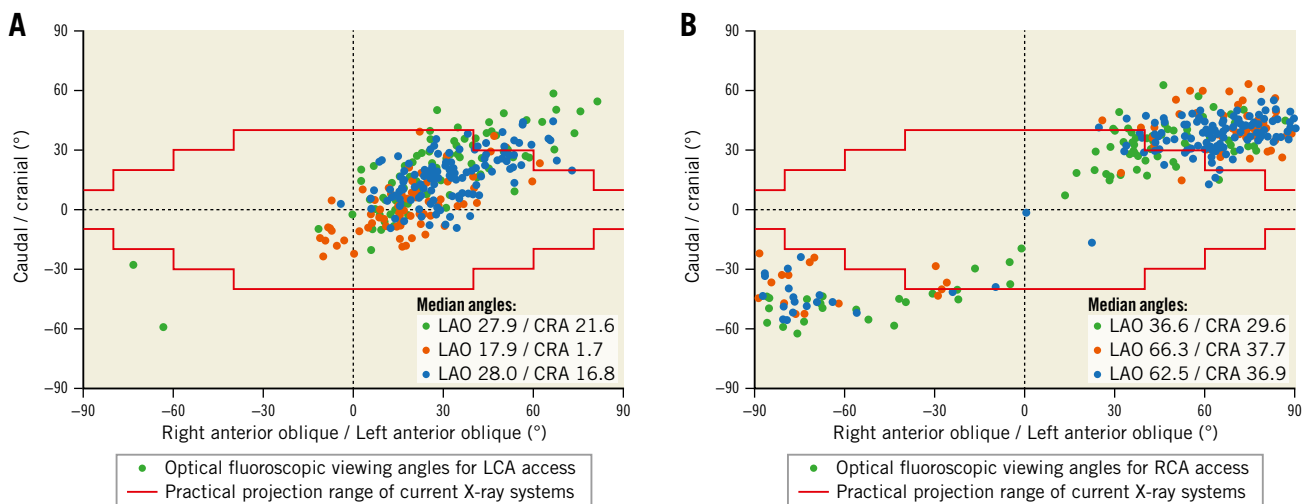 A
90
60
30
0
−30
−60
−90
Caudal / cranial (°)
Median angles:
LAO 27.9 / CRA 21.6
LAO 17.9 / CRA 1.7
LAO 28.0 / CRA 16.8
−90 −60 −30 0 30 60 90
Right anterior oblique / Left anterior oblique (°)
Optical fluoroscopic viewing angles for LCA access
Practical projection range of current X-ray systems
B
90
60
30
0
−30
−60
−90
Caudal / cranial (°)
Median angles:
LAO 36.6 / CRA 29.6
LAO 66.3 / CRA 37.7
LAO 62.5 / CRA 36.9
−90 −60 −30 0 30 60 90
Right anterior oblique / Left anterior oblique (°)
Optical fluoroscopic viewing angles for RCA access
Practical projection range of current X-ray systems